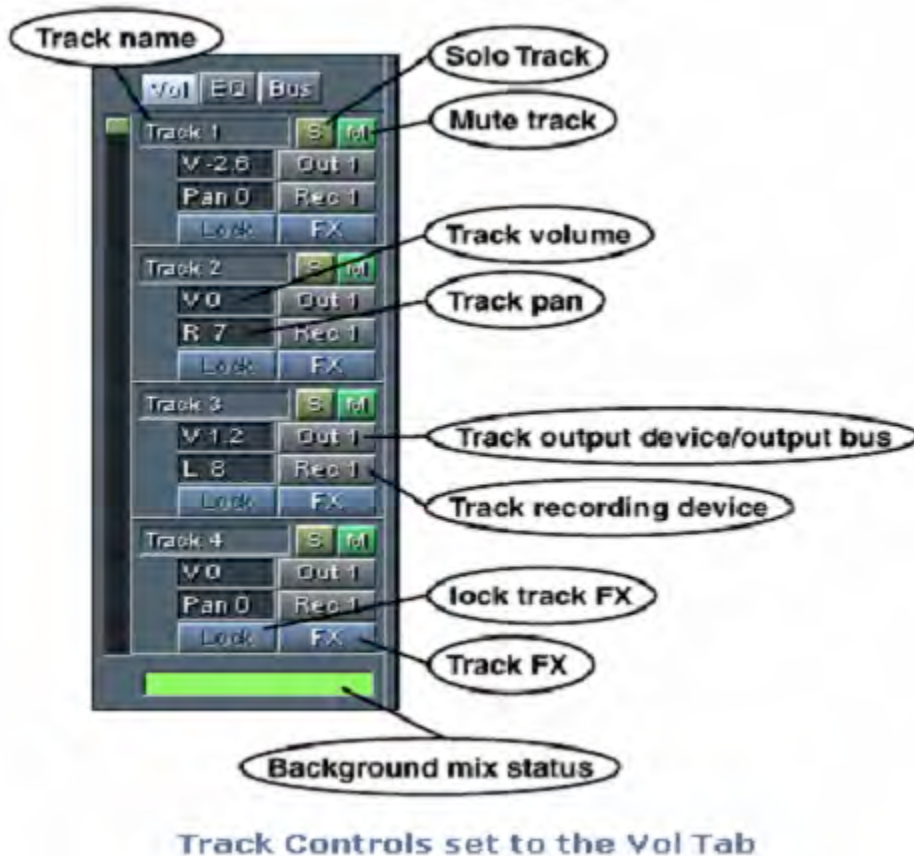 Track name
Solo Track
Vol EQ Bus
Track 1 S M
Mute track
V -2.6 Out 1
Pan 0 Rec 1
Lock FX
Track volume
Track 2 S M
V 0 Out 1
Track pan
R 7 Rec 1
Lock FX
Track 3 S M
V 1.2 Out 1
Track output device/output bus
L 8 Rec 1
Lock FX
Track recording device
Track 4 S M
V 0 Out 1
Pan 0 Rec 1
lock track FX
Lock FX
Track FX
Background mix status
Track Controls set to the Vol Tab